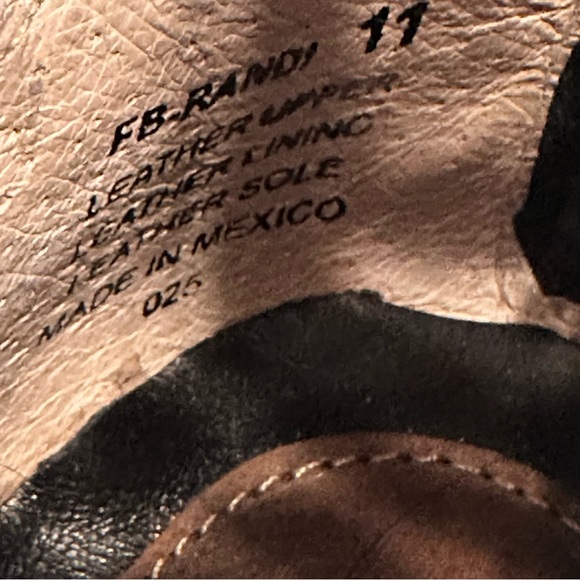 FB-RANDI 11
LEATHER UPPER
LEATHER LINING
LEATHER SOLE
MADE IN MEXICO
025